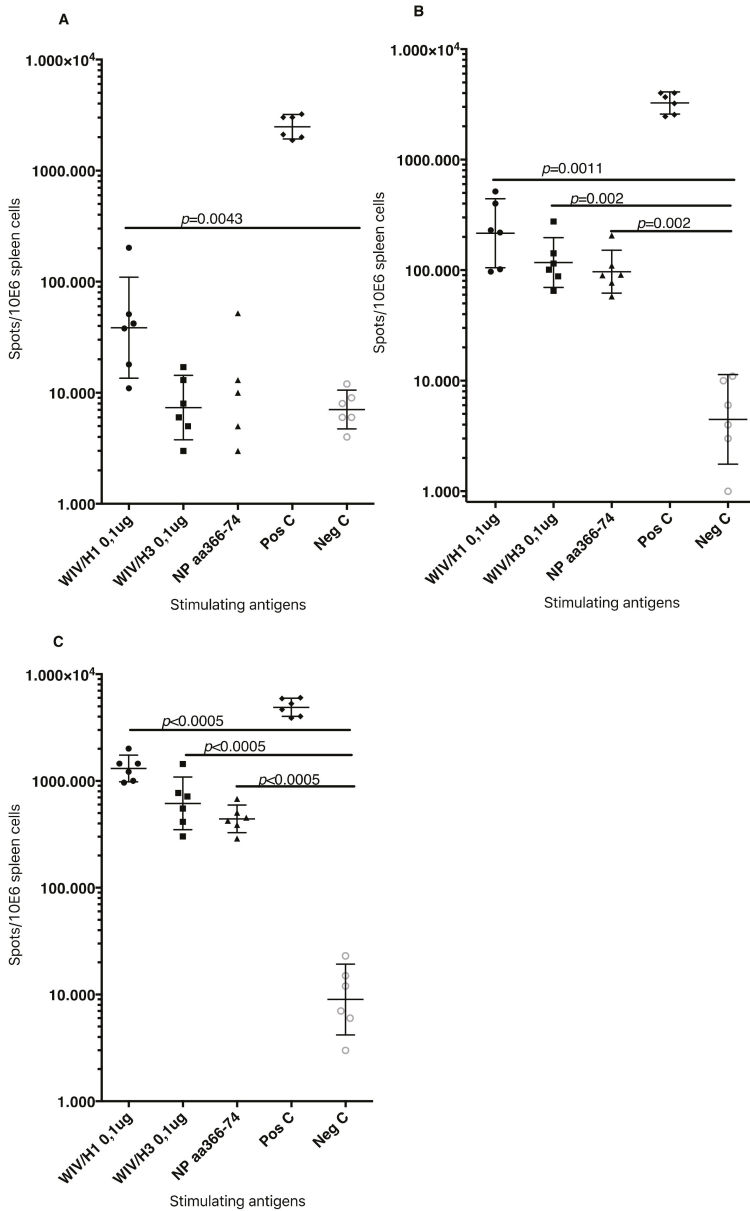 A
1.000×10⁴
1000.000
100.000
10.000
1.000
Spots/10E6 spleen cells
p=0.0043
WIV/H1 0,1ug
WIV/H3 0,1ug
NP aa366-74
Pos C
Neg C
Stimulating antigens
B
1.000×10⁴
1000.000
100.000
10.000
1.000
Spots/10E6 spleen cells
p=0.0011
p=0.002
p=0.002
WIV/H1 0,1ug
WIV/H3 0,1ug
NP aa366-74
Pos C
Neg C
Stimulating antigens
C
1.000×10⁴
1000.000
100.000
10.000
1.000
Spots/10E6 spleen cells
p<0.0005
p<0.0005
p<0.0005
WIV/H1 0,1ug
WIV/H3 0,1ug
NP aa366-74
Pos C
Neg C
Stimulating antigens